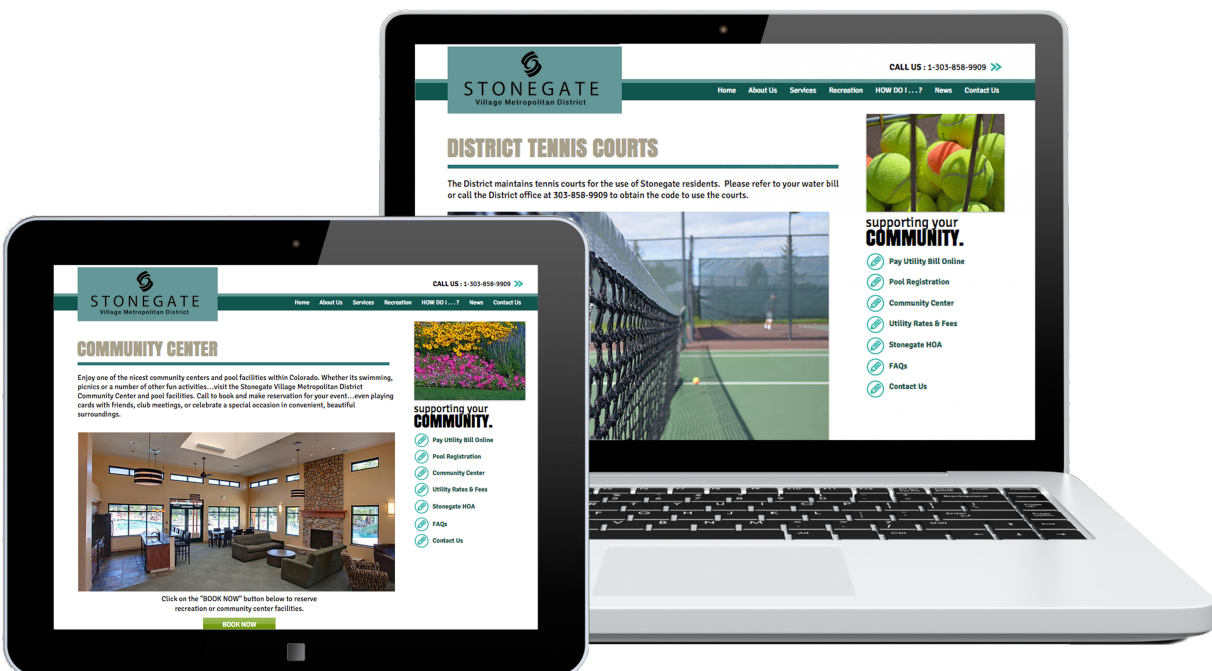 CALL US : 1-303-858-9909
STONEGATE
Village Metropolitan District
Home About Us Services Recreation HOW DO I . . . ? News Contact Us
DISTRICT TENNIS COURTS
The District maintains tennis courts for the use of Stonegate residents. Please refer to your water bill
or call the District office at 303-858-9909 to obtain the code to use the courts.
supporting your
COMMUNITY.
Pay Utility Bill Online
Pool Registration
Community Center
Utility Rates & Fees
Stonegate HOA
FAQs
Contact Us
CALL US : 1-303-858-9909
STONEGATE
Village Metropolitan District
Home About Us Services Recreation HOW DO I . . . ? News Contact Us
COMMUNITY CENTER
Enjoy one of the nicest community centers and pool facilities within Colorado. Whether its swimming,
picnics or a number of other fun activities...visit the Stonegate Village Metropolitan District
Community Center and pool facilities. Call to book and make reservation for your event...even playing
cards with friends, club meetings, or celebrate a special occasion in convenient, beautiful
surroundings.
supporting your
COMMUNITY.
Pay Utility Bill Online
Pool Registration
Community Center
Utility Rates & Fees
Stonegate HOA
FAQs
Contact Us
Click on the "BOOK NOW" button below to reserve
recreation or community center facilities.
BOOK NOW